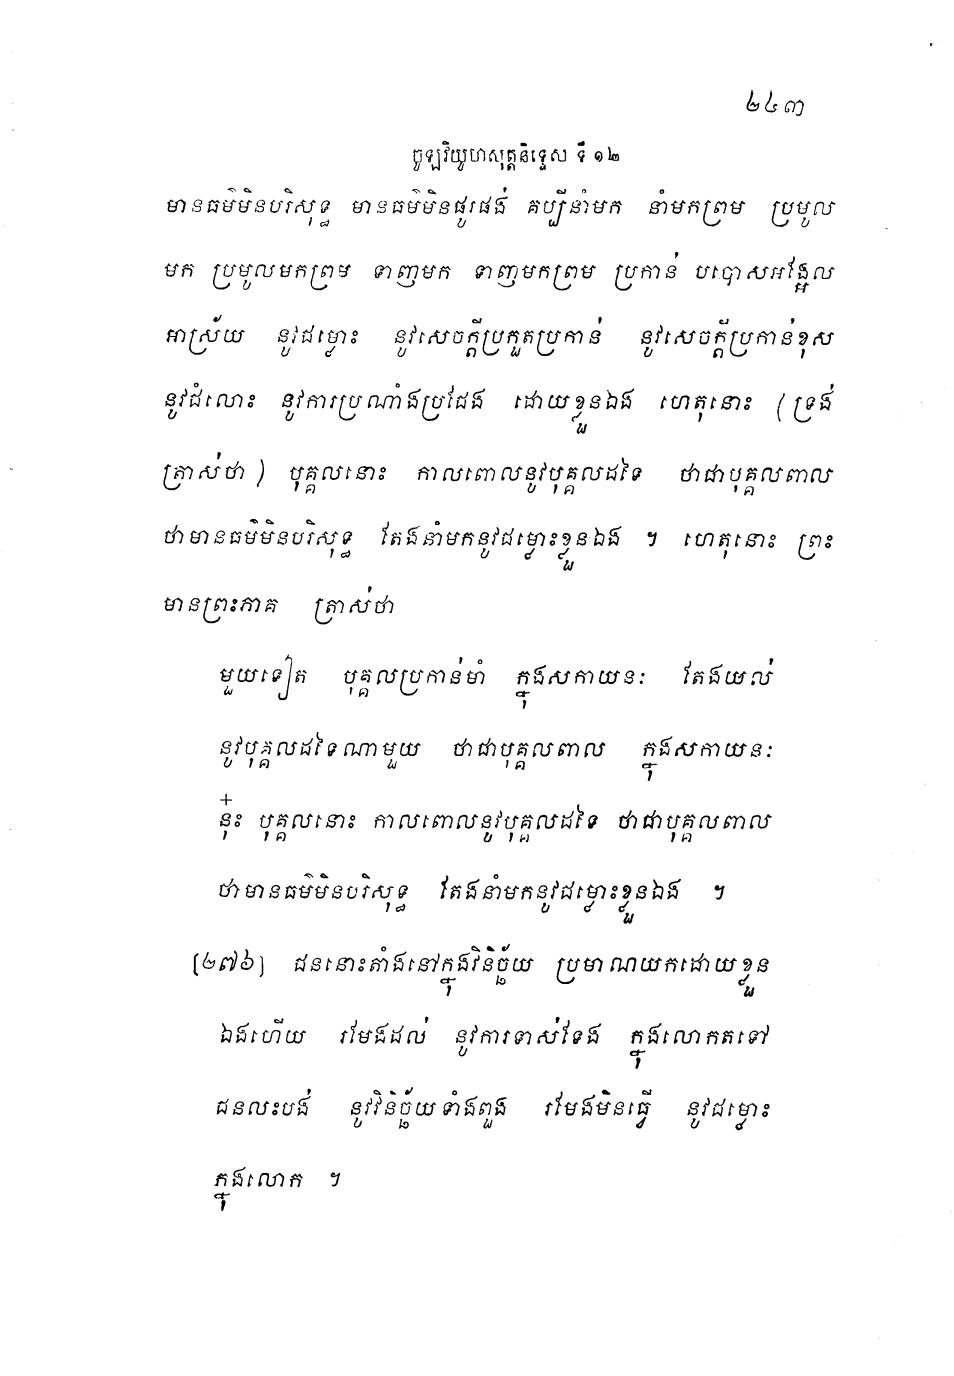 ២៤៣
ចូឡវិយូហសុត្តនិទ្ទេស ទី ១២
មានធម៌មិនបរិសុទ្ធ មានធម៌មិនផូរផង់ គប្បីនាំមក នាំមកព្រម ប្រមូល
មក ប្រមូលមកព្រម ទាញមក ទាញមកព្រម ប្រកាន់ បបោសអង្អែល
អាស្រ័យ នូវជម្លោះ នូវសេចក្តីប្រកួតប្រកាន់ នូវសេចក្តីប្រកាន់ខុស
នូវជំលោះ នូវការប្រណាំងប្រជែង ដោយខ្លួនឯង ហេតុនោះ (ទ្រង់
ត្រាស់ថា) បុគ្គលនោះ កាលពោលនូវបុគ្គលដទៃ ថាជាបុគ្គលពាល
ថាមានធម៌មិនបរិសុទ្ធ តែងនាំមកនូវជម្លោះខ្លួនឯង ។ ហេតុនោះ ព្រះ
មានព្រះភាគ ត្រាស់ថា
មួយទៀត បុគ្គលប្រកាន់មាំ ក្នុងសកាយនៈ តែងយល់
នូវបុគ្គលដទៃណាមួយ ថាជាបុគ្គលពាល ក្នុងសកាយនៈ
+
នុ៎ះ បុគ្គលនោះ កាលពោលនូវបុគ្គលដទៃ ថាជាបុគ្គលពាល
ថាមានធម៌មិនបរិសុទ្ធ តែងនាំមកនូវជម្លោះខ្លួនឯង ។
[២៧៦] ជននោះតាំងនៅក្នុងវិនិច្ឆ័យ ប្រមាណយកដោយខ្លួន
ឯងហើយ រមែងដល់ នូវការទាស់ទែង ក្នុងលោកតទៅ
ជនលះបង់ នូវវិនិច្ឆ័យទាំងពួង រមែងមិនធ្វើ នូវជម្លោះ
ក្នុងលោក ។